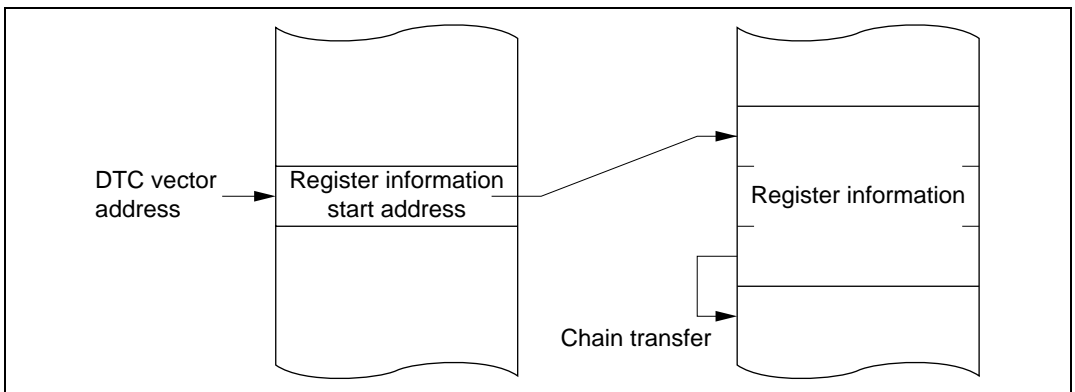 DTC vector
address
Register information
start address
Register information
Chain transfer